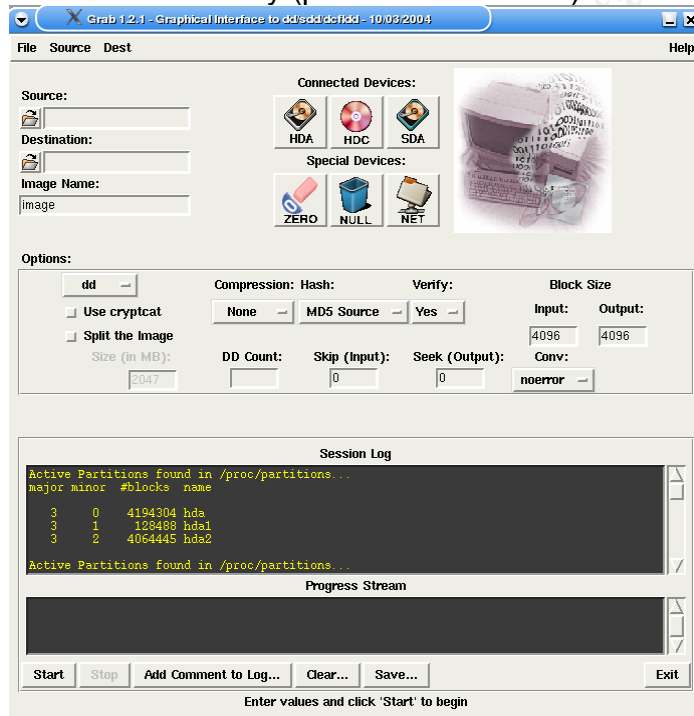 Grab 1.2.1 - Graphical Interface to dd/sdd/dcfldd - 10/03/2004
File Source Dest Help
Connected Devices:
Source:
HDA HDC SDA
Destination:
Special Devices:
Image Name:
image
ZERO NULL NET
Options:
dd Compression: Hash: Verify: Block Size
Use cryptcat None MD5 Source Yes Input: Output:
Split the Image 4096 4096
Size (in MB): DD Count: Skip (Input): Seek (Output): Conv:
2047 0 0 noerror
Session Log
Active Partitions found in /proc/partitions...
major minor #blocks name
3 0 4194304 hda
3 1 128488 hda1
3 2 4064445 hda2
Active Partitions found in /proc/partitions...
Progress Stream
Start Stop Add Comment to Log... Clear... Save... Exit
Enter values and click 'Start' to begin